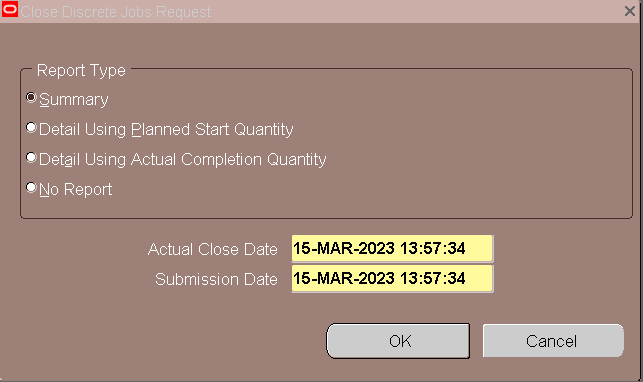 Close Discrete Jobs Request
Report Type
Summary
Detail Using Planned Start Quantity
Detail Using Actual Completion Quantity
No Report
Actual Close Date 15-MAR-2023 13:57:34
Submission Date 15-MAR-2023 13:57:34
OK Cancel